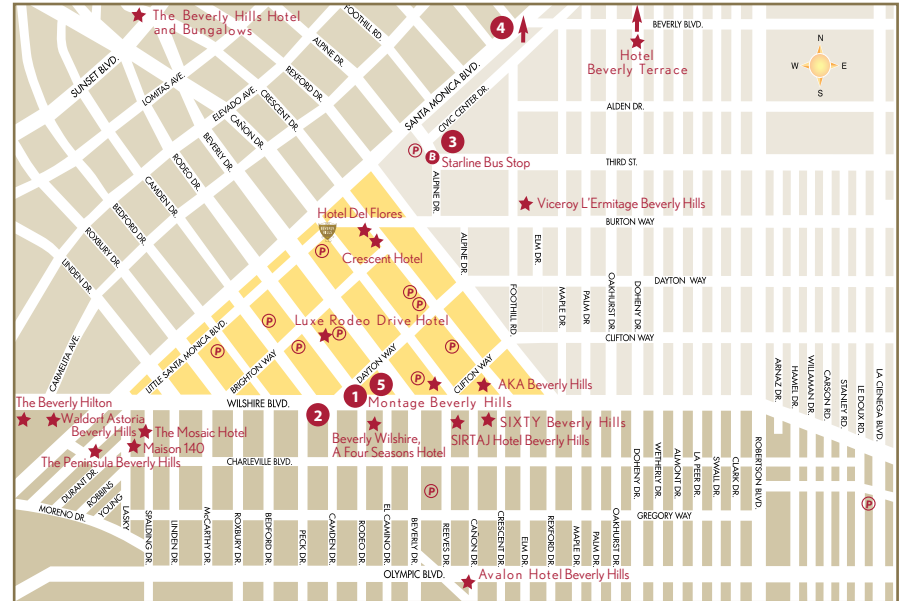 The Beverly Hills Hotel
and Bungalows
FOOTHILL RD.
4
BEVERLY BLVD.
Hotel
Beverly Terrace
N
W
E
S
SUNSET BLVD.
LOMITAS AVE.
ALPINE DR.
REXFORD DR.
ELEVADO AVE.
CRESCENT DR.
CAÑON DR.
BEVERLY DR.
RODEO DR.
CAMDEN DR.
BEDFORD DR.
ROXBURY DR.
LINDEN DR.
CARMELITA AVE.
SANTA MONICA BLVD.
CIVIC CENTER DR.
ALDEN DR.
3
P
B
Starline Bus Stop
THIRD ST.
ALPINE DR.
Viceroy L'Ermitage Beverly Hills
Hotel Del Flores
BEVERLY
HILLS
BURTON WAY
P
Crescent Hotel
ALPINE DR.
ELM DR.
DAYTON WAY
FOOTHILL RD.
MAPLE DR.
PALM DR
OAKHURST DR.
DOHENY DR.
P
P
P
Luxe Rodeo Drive Hotel
P
P
P
P
CLIFTON WAY
LITTLE SANTA MONICA BLVD.
BRIGHTON WAY
DAYTON WAY
CLIFTON WAY
P
5
1
2
AKA Beverly Hills
Montage Beverly Hills
WILSHIRE BLVD.
ARNAZ DR.
HAMEL DR.
WILLAMAN DR.
CARSON RD.
STANLEY RD.
LE DOUX RD.
LA CIENEGA BLVD.
The Beverly Hilton
Waldorf Astoria
Beverly Hills
The Mosaic Hotel
Maison 140
The Peninsula Beverly Hills
Beverly Wilshire,
A Four Seasons Hotel
SIXTY Beverly Hills
SIRTAJ Hotel Beverly Hills
CHARLEVILLE BLVD.
DURANT DR.
ROBBINS
YOUNG
MORENO DR.
LASKY
P
DOHENY DR.
WETHERLY DR.
ALMONT DR.
LA PEER DR.
SWALL DR.
CLARK DR.
ROBERTSON BLVD.
P
GREGORY WAY
SPALDING DR.
LINDEN DR.
McCARTHY DR.
ROXBURY DR.
BEDFORD DR.
PECK DR.
CAMDEN DR.
RODEO DR.
EL CAMINO DR.
BEVERLY DR.
REEVES DR.
CAÑON DR.
CRESCENT DR.
ELM DR.
REXFORD DR.
MAPLE DR.
PALM DR.
OAKHURST DR.
OLYMPIC BLVD.
Avalon Hotel Beverly Hills